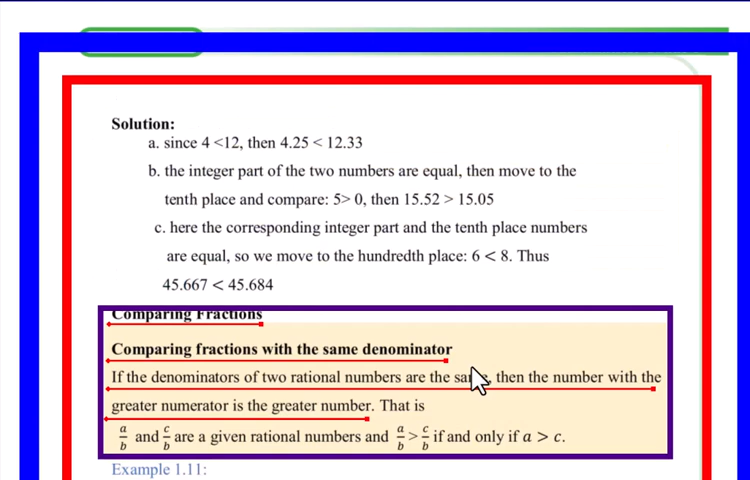 Solution:
a. since 4 <12, then 4.25 < 12.33
b. the integer part of the two numbers are equal, then move to the
tenth place and compare: 5> 0, then 15.52 > 15.05
c. here the corresponding integer part and the tenth place numbers
are equal, so we move to the hundredth place: 6 < 8. Thus
45.667 < 45.684
Comparing Fractions
Comparing fractions with the same denominator
If the denominators of two rational numbers are the , then the number with the
greater numerator is the greater number. That is
a/b and c/b are a given rational numbers and a/b > c/b if and only if a > c.
Example 1.11: